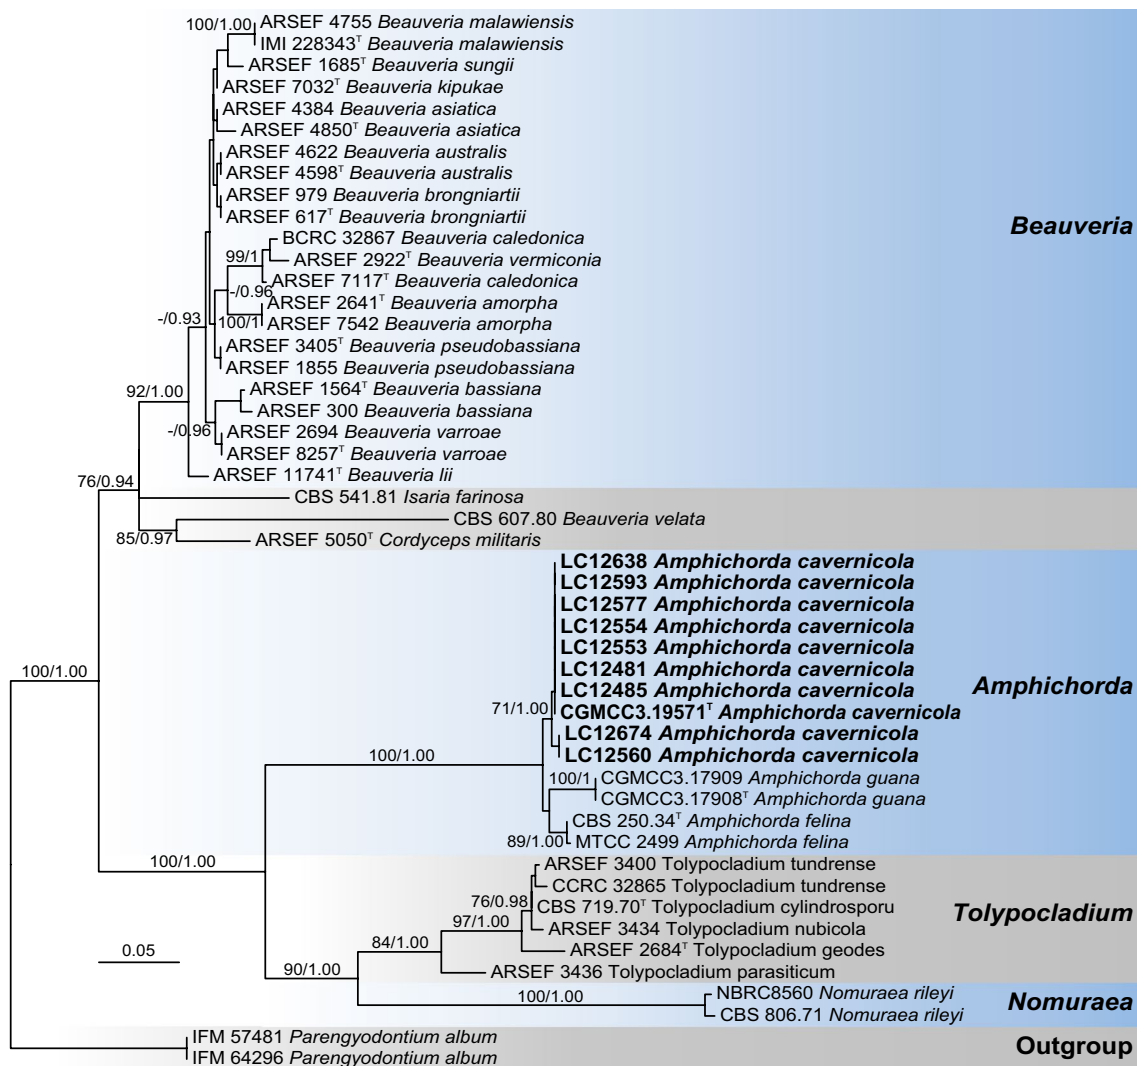 ARSEF 4755 Beauveria malawiensis
100/1.00
IMI 228343ᵀ Beauveria malawiensis
ARSEF 1685ᵀ Beauveria sungii
ARSEF 7032ᵀ Beauveria kipukae
ARSEF 4384 Beauveria asiatica
ARSEF 4850ᵀ Beauveria asiatica
ARSEF 4622 Beauveria australis
ARSEF 4598ᵀ Beauveria australis
ARSEF 979 Beauveria brongniartii
ARSEF 617ᵀ Beauveria brongniartii
Beauveria
BCRC 32867 Beauveria caledonica
99/1
ARSEF 2922ᵀ Beauveria vermiconia
ARSEF 7117ᵀ Beauveria caledonica
-/0.96
ARSEF 2641ᵀ Beauveria amorpha
-/0.93
100/1
ARSEF 7542 Beauveria amorpha
ARSEF 3405ᵀ Beauveria pseudobassiana
ARSEF 1855 Beauveria pseudobassiana
92/1.00
ARSEF 1564ᵀ Beauveria bassiana
ARSEF 300 Beauveria bassiana
-/0.96
ARSEF 2694 Beauveria varroae
ARSEF 8257ᵀ Beauveria varroae
ARSEF 11741ᵀ Beauveria lii
76/0.94
CBS 541.81 Isaria farinosa
CBS 607.80 Beauveria velata
85/0.97
ARSEF 5050ᵀ Cordyceps militaris
LC12638 Amphichorda cavernicola
LC12593 Amphichorda cavernicola
LC12577 Amphichorda cavernicola
LC12554 Amphichorda cavernicola
LC12553 Amphichorda cavernicola
100/1.00
LC12481 Amphichorda cavernicola
LC12485 Amphichorda cavernicola
Amphichorda
71/1.00
CGMCC3.19571ᵀ Amphichorda cavernicola
LC12674 Amphichorda cavernicola
LC12560 Amphichorda cavernicola
100/1.00
100/1
CGMCC3.17909 Amphichorda guana
CGMCC3.17908ᵀ Amphichorda guana
CBS 250.34ᵀ Amphichorda felina
89/1.00
MTCC 2499 Amphichorda felina
100/1.00
ARSEF 3400 Tolypocladium tundrense
CCRC 32865 Tolypocladium tundrense
76/0.98
CBS 719.70ᵀ Tolypocladium cylindrosporu
Tolypocladium
97/1.00
ARSEF 3434 Tolypocladium nubicola
84/1.00
ARSEF 2684ᵀ Tolypocladium geodes
0.05
90/1.00
ARSEF 3436 Tolypocladium parasiticum
100/1.00
NBRC8560 Nomuraea rileyi
CBS 806.71 Nomuraea rileyi
Nomuraea
IFM 57481 Parengyodontium album
IFM 64296 Parengyodontium album
Outgroup